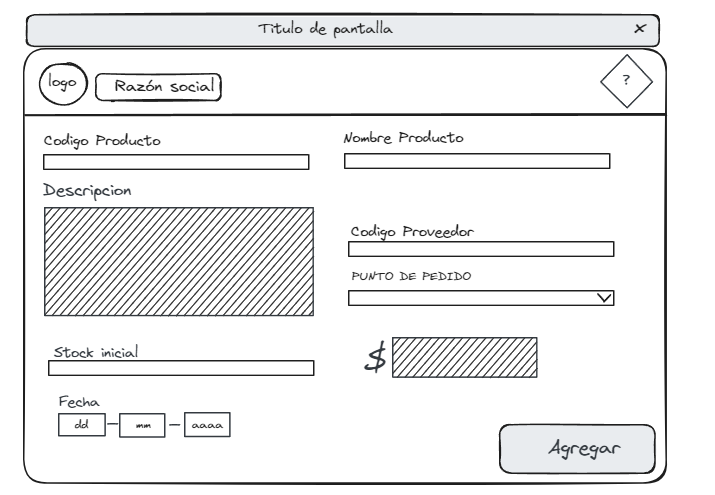 Titulo de pantalla x
logo Razón social ?
Codigo Producto
Nombre Producto
Descripcion
Codigo Proveedor
PUNTO DE PEDIDO
Stock inicial
$
Fecha
dd — mm — aaaa
Agregar